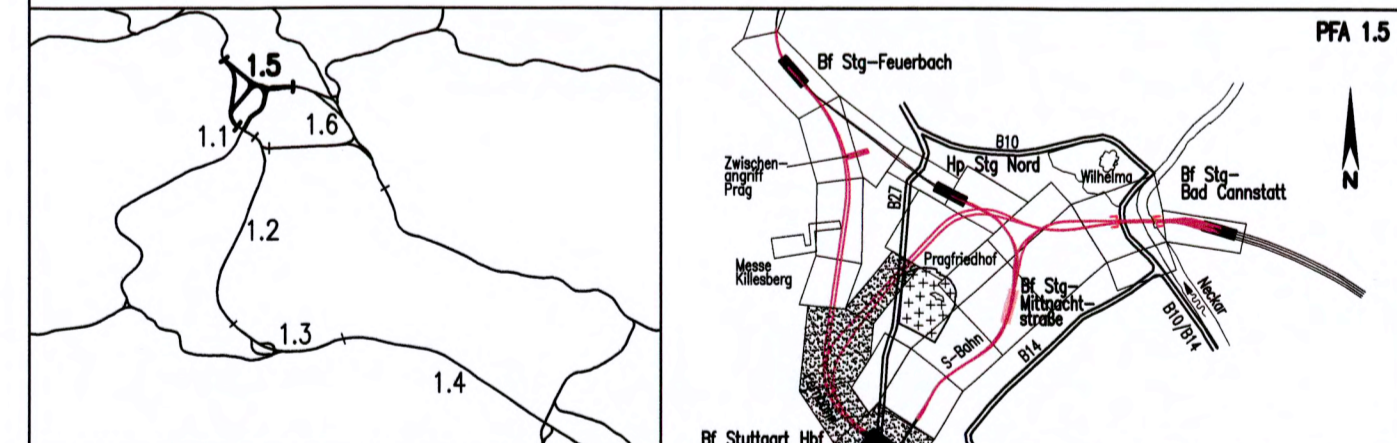 1.5
1.1
1.6
1.2
1.3
1.4
PFA 1.5
Bf Stg-Feuerbach
B10
Zwischen-
angriff
Prag
Hp Stg Nord
Wilhelma
Bf Stg-
Bad Cannstatt
N
B27
Messe
Killesberg
Pragfriedhof
Bf Stg-
Mittnacht-
straße
Neckar
B10/B14
S-Bahn
B14
Bf Stuttgart Hbf